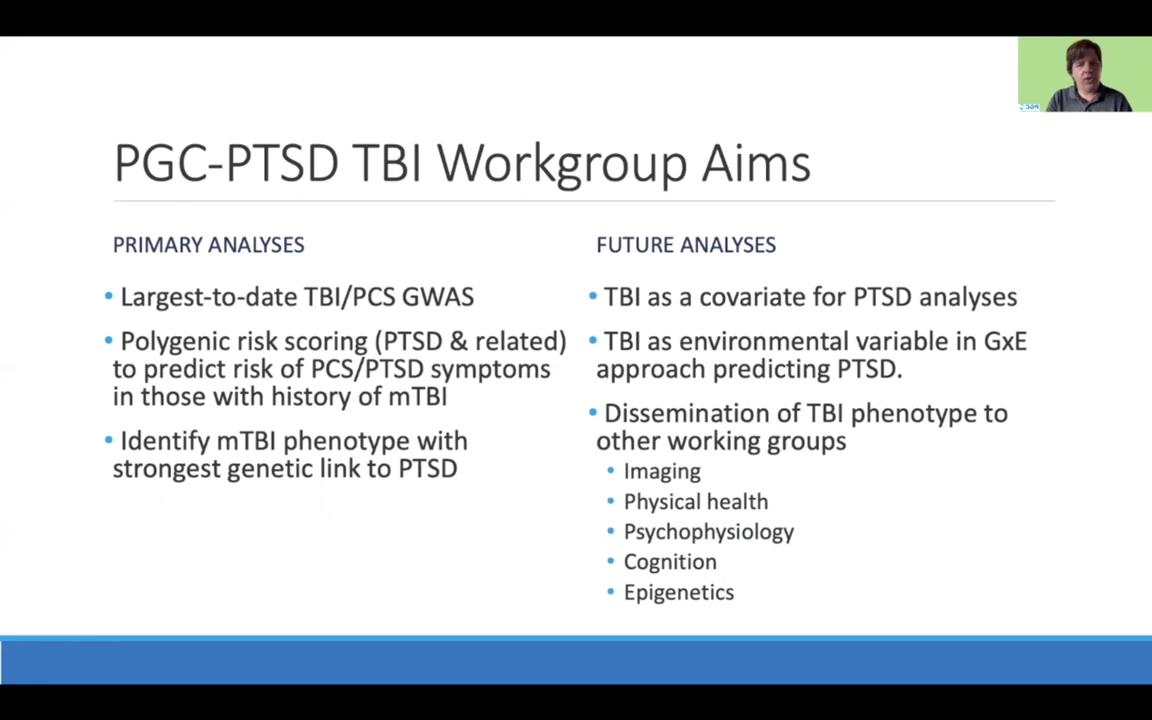 PGC-PTSD TBI Workgroup Aims
PRIMARY ANALYSES
• Largest-to-date TBI/PCS GWAS
• Polygenic risk scoring (PTSD & related)
to predict risk of PCS/PTSD symptoms
in those with history of mTBI
• Identify mTBI phenotype with
strongest genetic link to PTSD
FUTURE ANALYSES
• TBI as a covariate for PTSD analyses
• TBI as environmental variable in GxE
approach predicting PTSD.
• Dissemination of TBI phenotype to
other working groups
• Imaging
• Physical health
• Psychophysiology
• Cognition
• Epigenetics